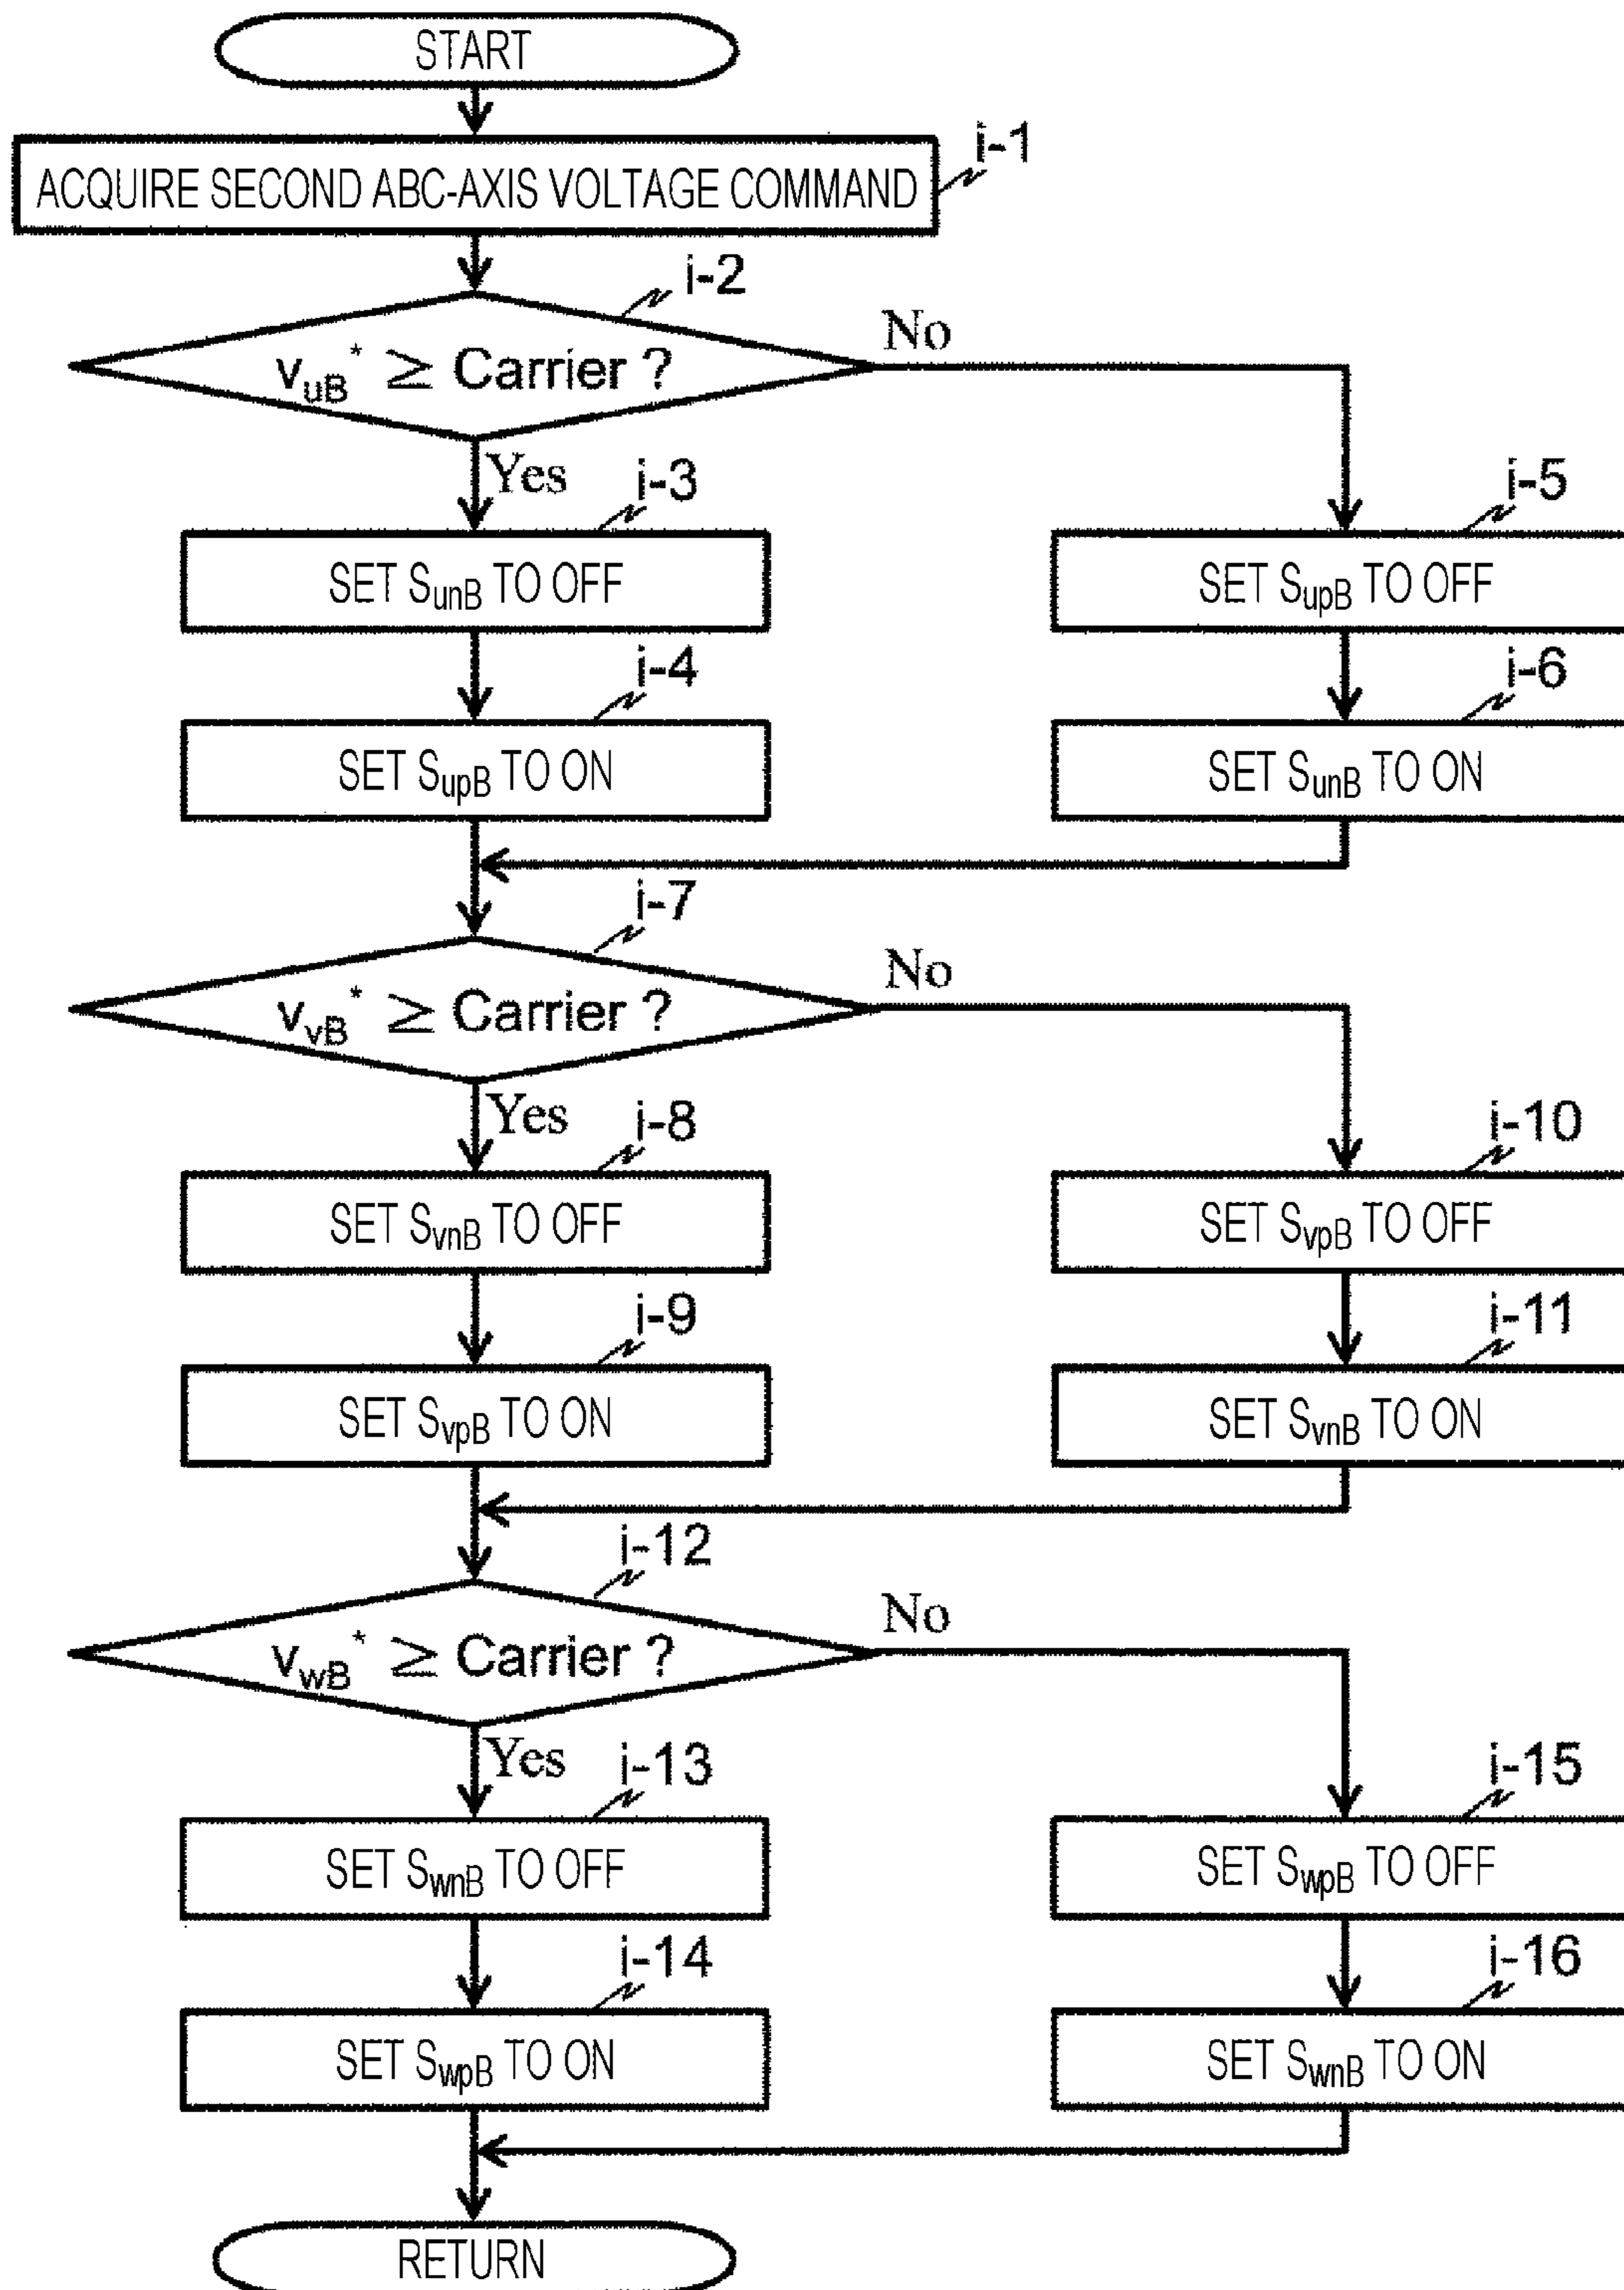 START
i-1
ACQUIRE SECOND ABC-AXIS VOLTAGE COMMAND
i-2
v_uB* ≥ Carrier ?
No
Yes
i-3
SET S_unB TO OFF
i-5
SET S_upB TO OFF
i-4
SET S_upB TO ON
i-6
SET S_unB TO ON
i-7
v_vB* ≥ Carrier ?
No
Yes
i-8
SET S_vnB TO OFF
i-10
SET S_vpB TO OFF
i-9
SET S_vpB TO ON
i-11
SET S_vnB TO ON
i-12
v_wB* ≥ Carrier ?
No
Yes
i-13
SET S_wnB TO OFF
i-15
SET S_wpB TO OFF
i-14
SET S_wpB TO ON
i-16
SET S_wnB TO ON
RETURN